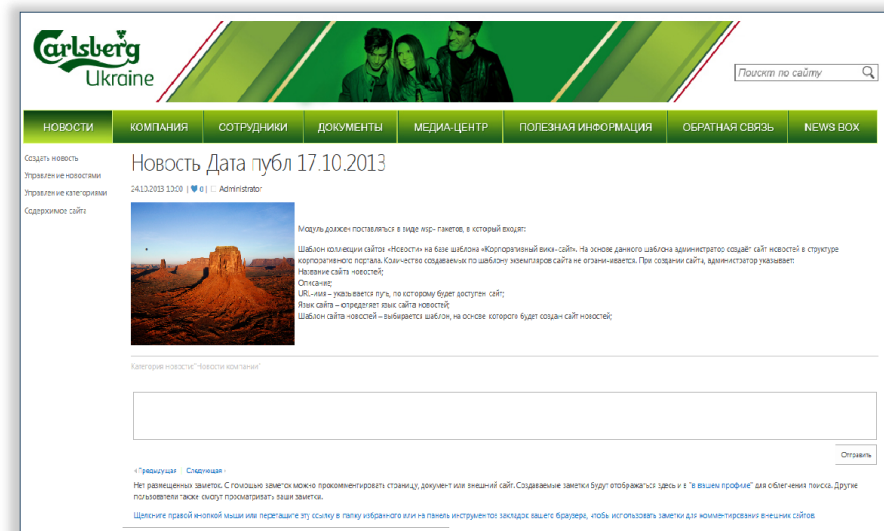 Carlsberg
Ukraine
Поискт по сайту
НОВОСТИ
КОМПАНИЯ
СОТРУДНИКИ
ДОКУМЕНТЫ
МЕДИА-ЦЕНТР
ПОЛЕЗНАЯ ИНФОРМАЦИЯ
ОБРАТНАЯ СВЯЗЬ
NEWS BOX
Создать новость
Управление новостями
Управление категориями
Содержимое сайта
Новость Дата публ 17.10.2013
| 0 | Administrator
Модуль должен поставляться в виде wsp- пакетов, в который входят:
Шаблон коллекции сайтов «Новости» на базе шаблона «Корпоративный вики-сайт». На основе данного шаблона администратор создаёт сайт новостей в структуре
корпоративного портала. Количество создаваемых по шаблону экземпляров сайта не ограничивается. При создании сайта, администратор указывает:
Название сайта новостей;
Описание;
URL-имя – указывается путь, по которому будет доступен сайт;
Язык сайта – определяет язык сайта новостей;
Шаблон сайта новостей – выбирается шаблон, на основе которого будет создан сайт новостей;
Категория новости:"Новости компании"
Отправить
‹ Предыдущая | Следующая ›
Нет размещенных заметок. С помощью заметок можно прокомментировать страницу, документ или внешний сайт. Создаваемые заметки будут отображаться здесь и в "в вашем профиле" для облегчения поиска. Другие
пользователи также смогут просматривать ваши заметки.
Щелкните правой кнопкой мыши или перетащите эту ссылку в папку избранного или на панель инструментов закладок вашего браузера, чтобы использовать заметки для комментирования внешних сайтов.